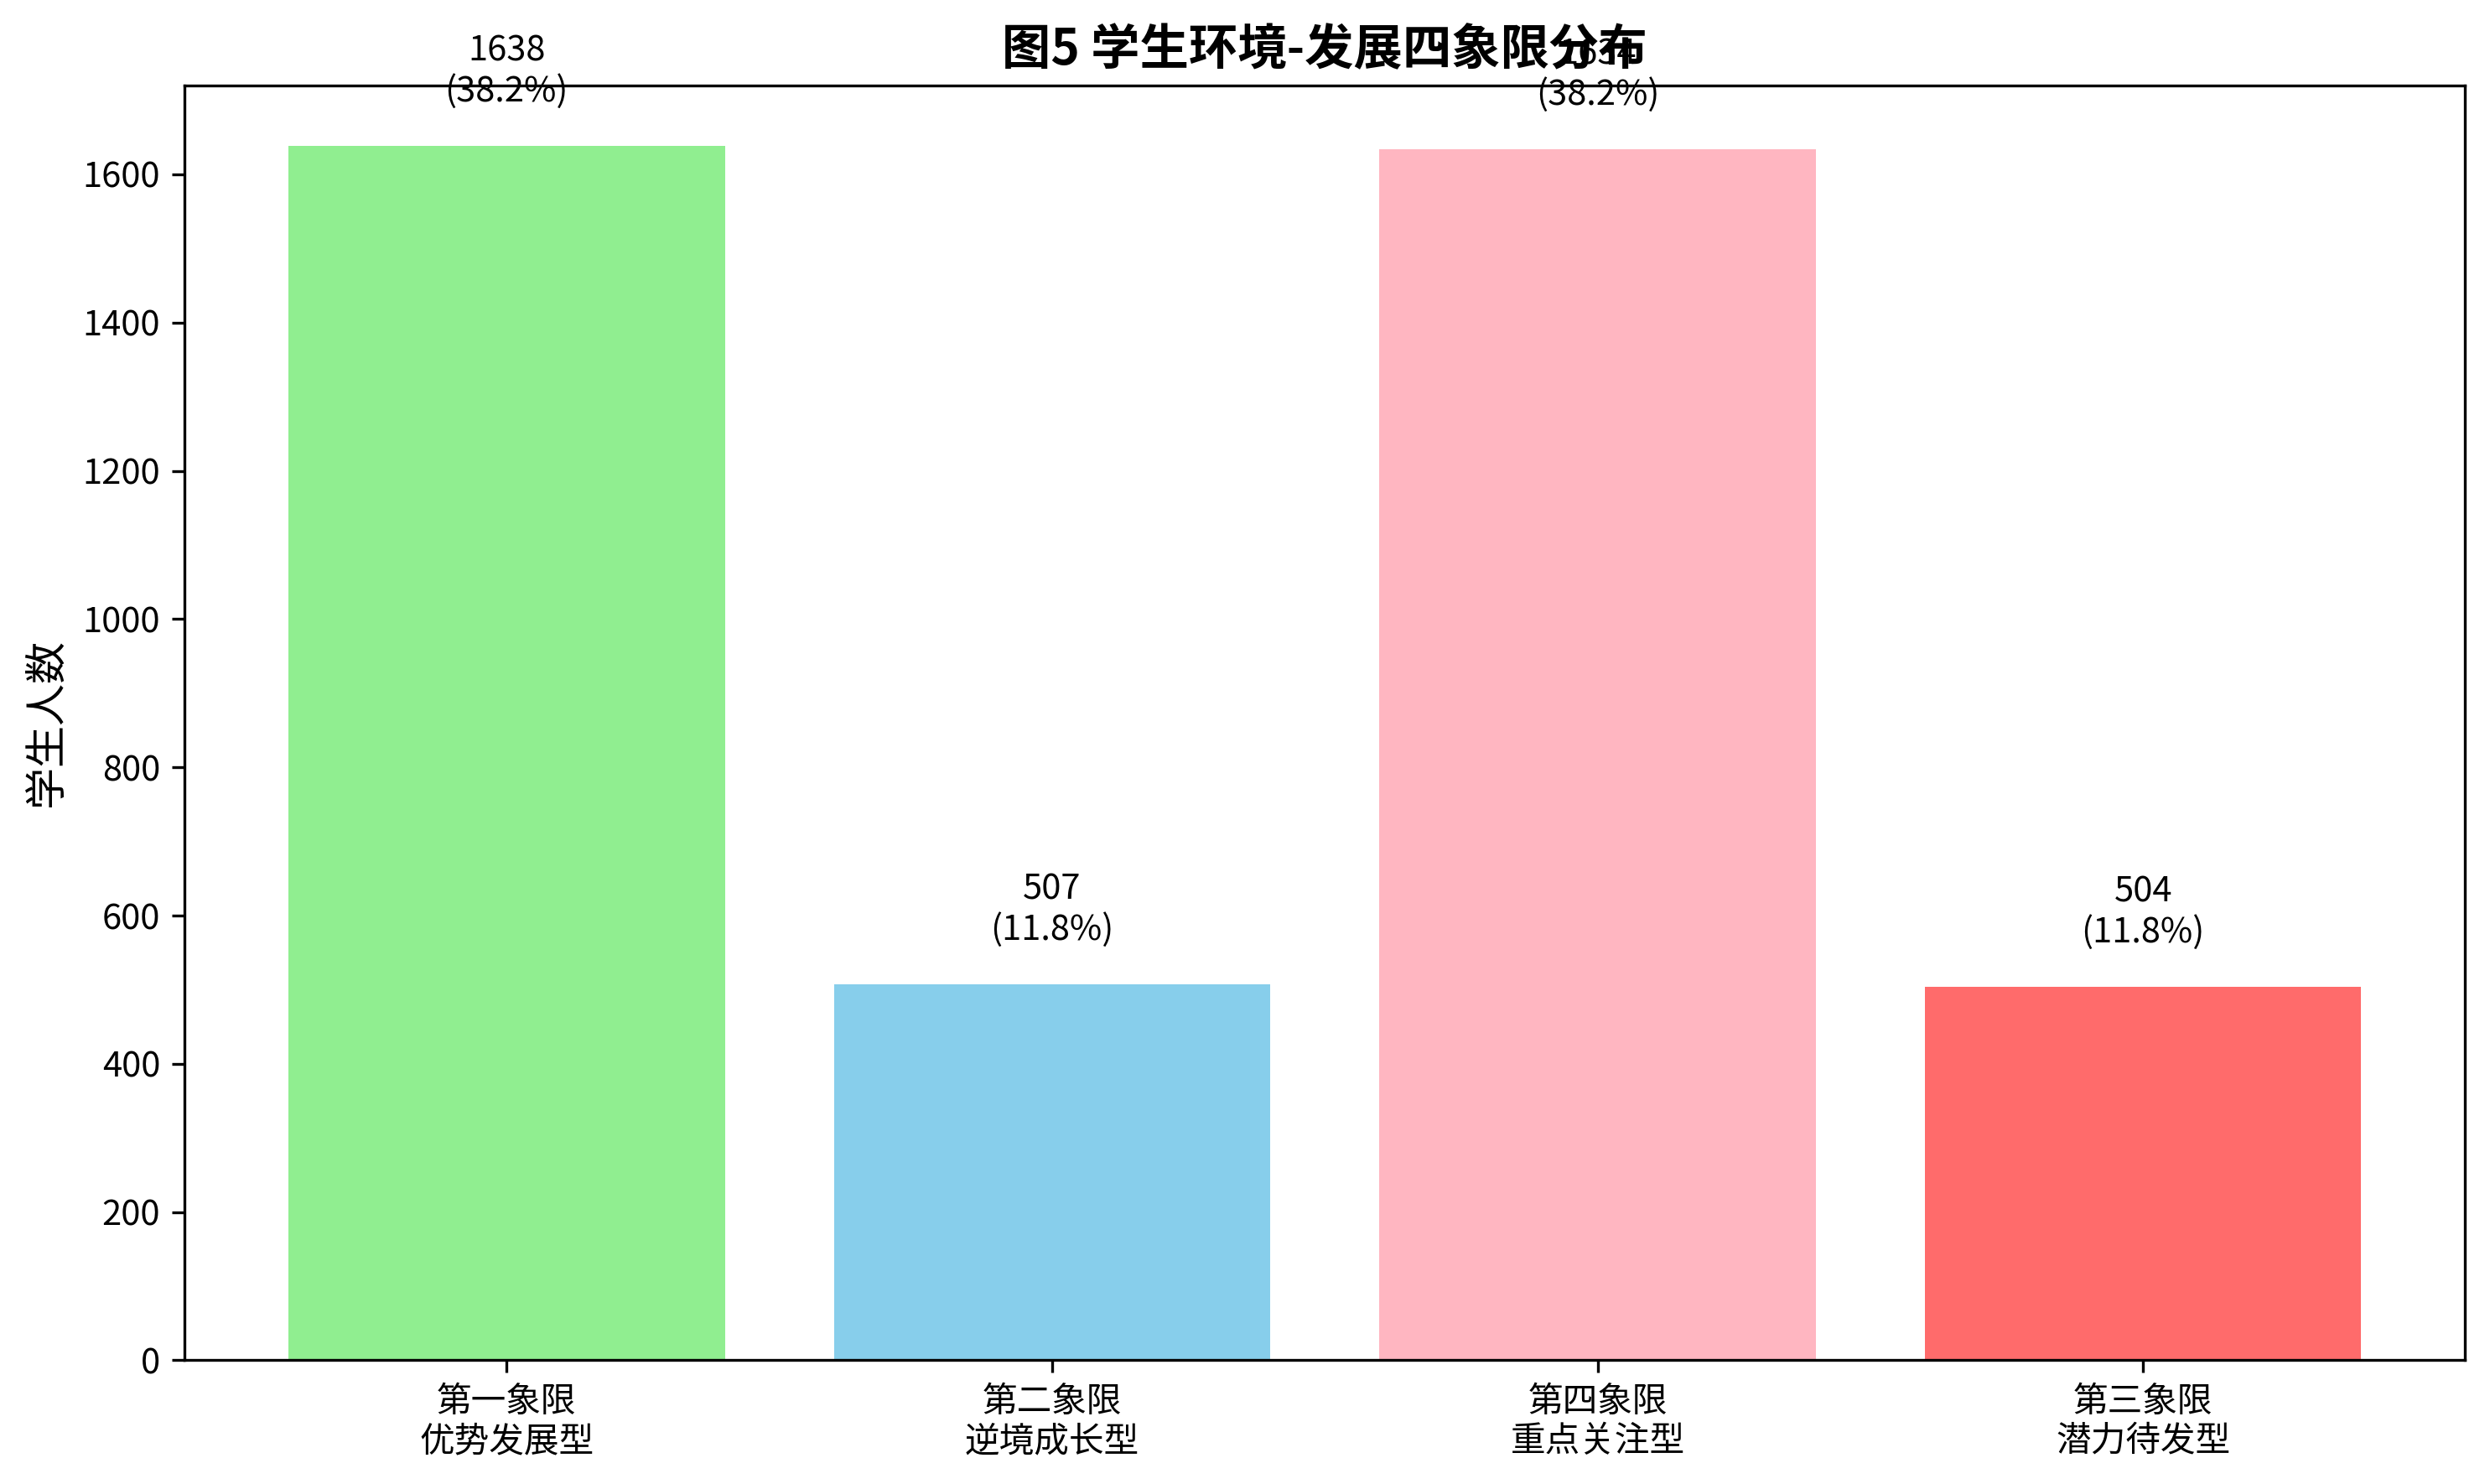 图5 学生环境-发展四象限分布
1638
(38.2%)
(38.2%)
507
(11.8%)
504
(11.8%)
学生人数
1600
1400
1200
1000
800
600
400
200
0
第一象限
优势发展型
第二象限
逆境成长型
第四象限
重点关注型
第三象限
潜力待发型